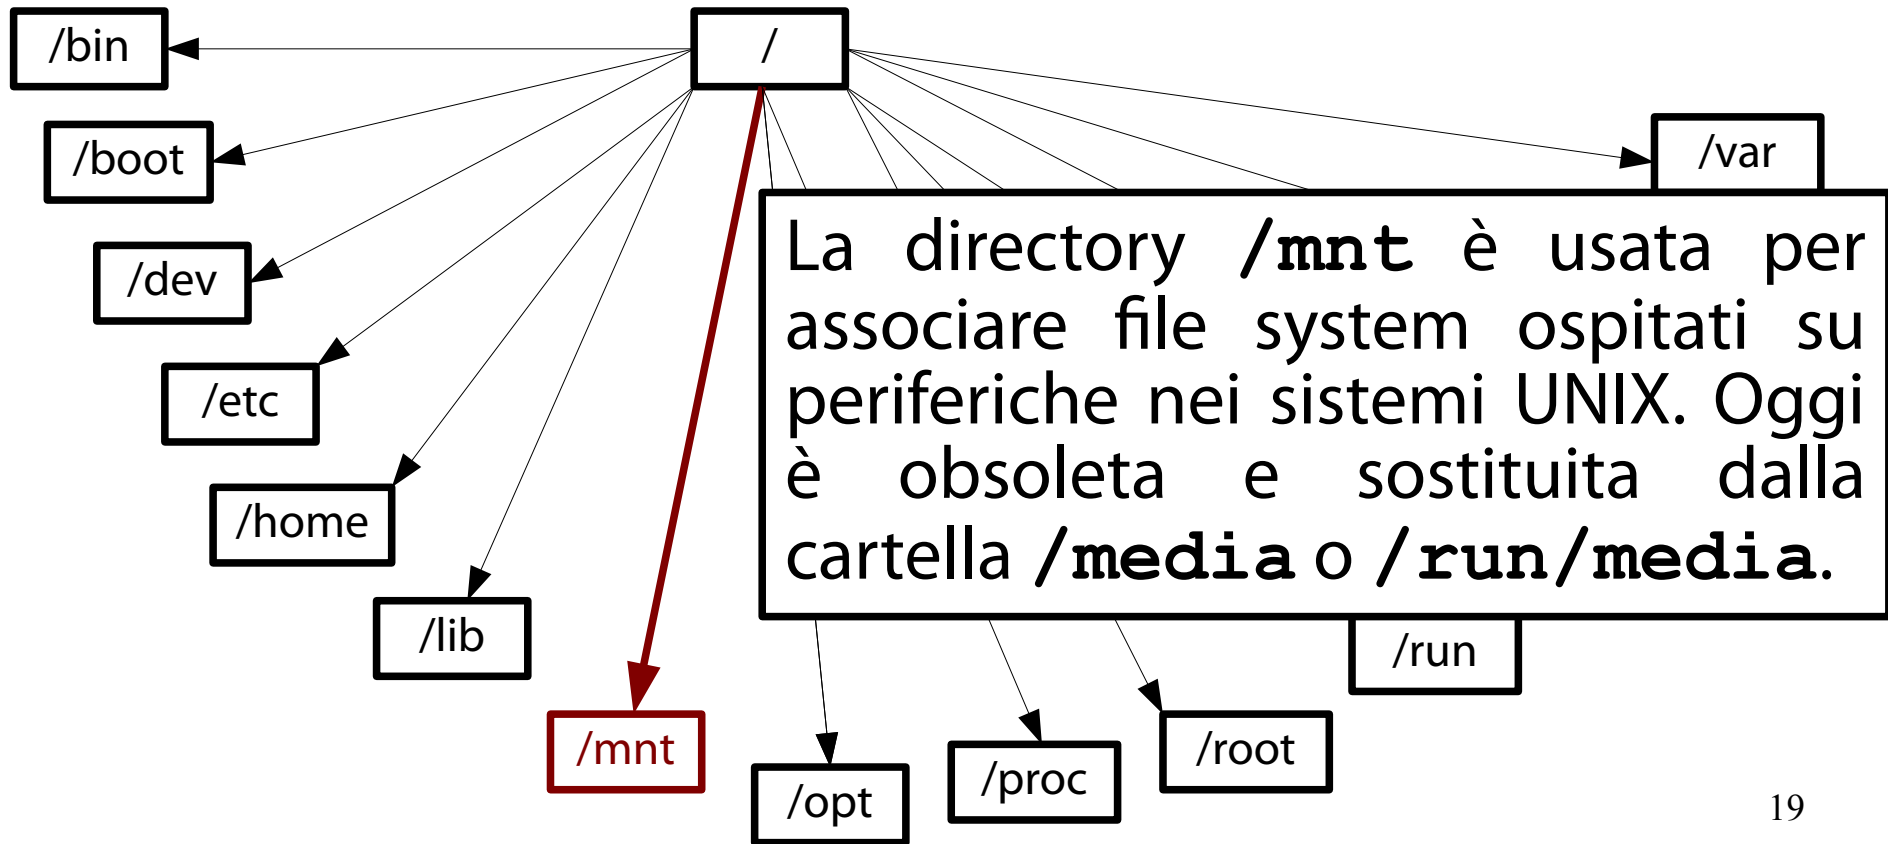 /
/bin
/boot
/dev
/etc
/home
/lib
/mnt
/opt
/proc
/root
/run
/var
La directory /mnt è usata per
associare file system ospitati su
periferiche nei sistemi UNIX. Oggi
è obsoleta e sostituita dalla
cartella /media o /run/media.
19